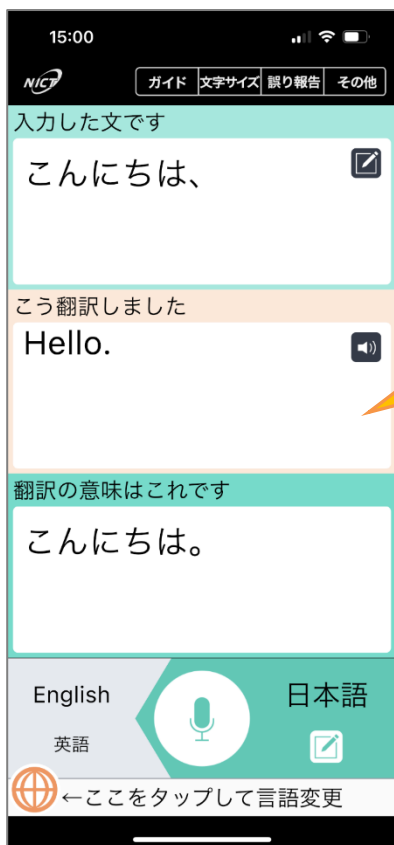 15:00
NICT
ガイド 文字サイズ 誤り報告 その他
入力した文です
こんにちは、
こう翻訳しました
Hello.
翻訳の意味はこれです
こんにちは。
English
英語
日本語
←ここをタップして言語変更